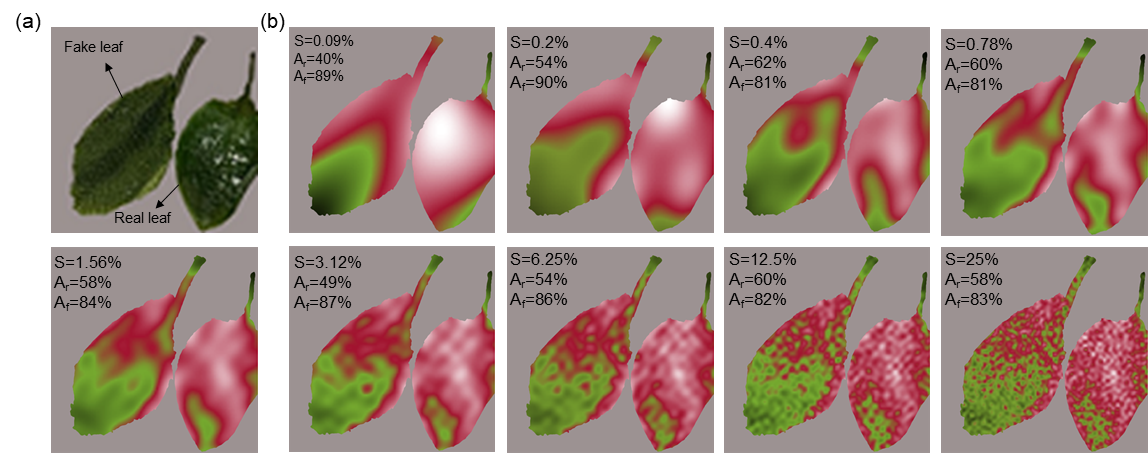 (a)
Fake leaf
Real leaf
(b)
S=0.09%
Ar=40%
Af=89%
S=0.2%
Ar=54%
Af=90%
S=0.4%
Ar=62%
Af=81%
S=0.78%
Ar=60%
Af=81%
S=1.56%
Ar=58%
Af=84%
S=3.12%
Ar=49%
Af=87%
S=6.25%
Ar=54%
Af=86%
S=12.5%
Ar=60%
Af=82%
S=25%
Ar=58%
Af=83%